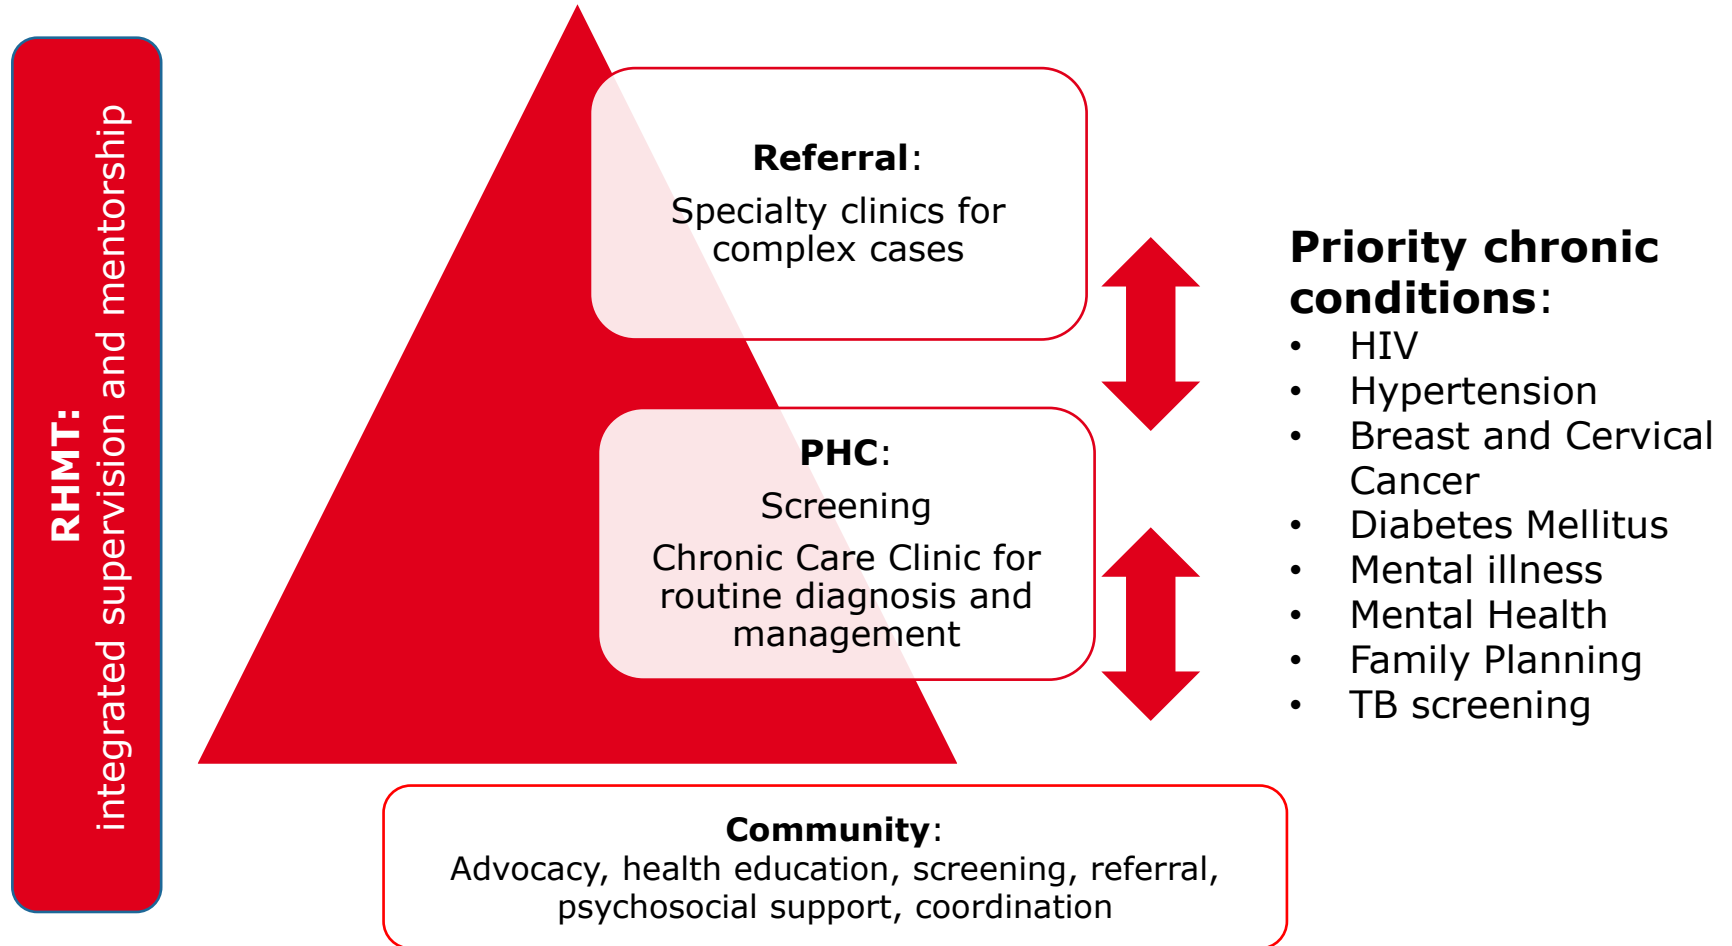 RHMT:
integrated supervision and mentorship
Referral:
Specialty clinics for
complex cases
PHC:
Screening
Chronic Care Clinic for
routine diagnosis and
management
Community:
Advocacy, health education, screening, referral,
psychosocial support, coordination
Priority chronic
conditions:
• HIV
• Hypertension
• Breast and Cervical
Cancer
• Diabetes Mellitus
• Mental illness
• Mental Health
• Family Planning
• TB screening